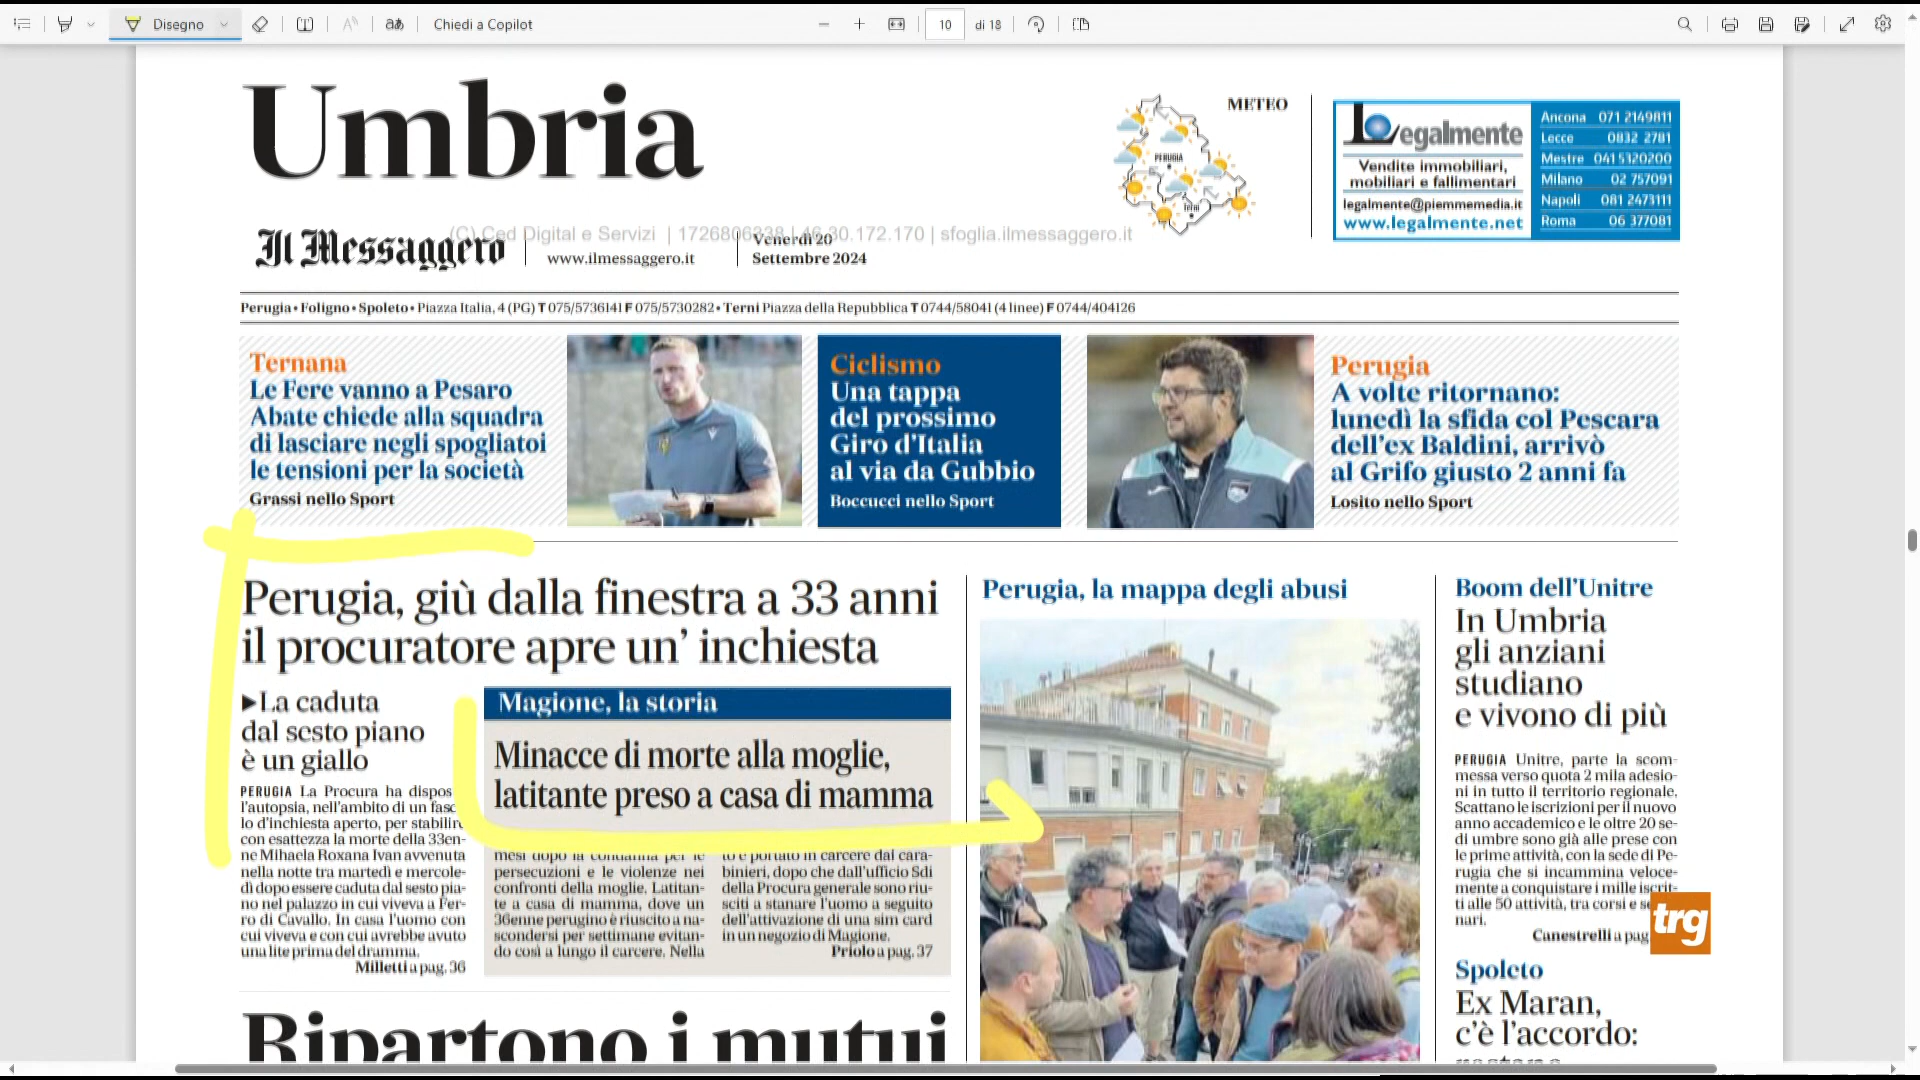 Disegno
Chiedi a Copilot
10
di 18
Umbria
METEO
PERUGIA
Terni
Legalmente
Vendite immobiliari,
mobiliari e fallimentari
legalmente@piemmemedia.it
www.legalmente.net
Ancona 071 2149811
Lecce 0832 2781
Mestre 041 5320200
Milano 02 757091
Napoli 081 2473111
Roma 06 377081
(C) Ced Digital e Servizi | 1726806338 | 46.30.172.170 | sfoglia.ilmessaggero.it
Il Messaggero
www.ilmessaggero.it
Venerdì 20
Settembre 2024
Perugia • Foligno • Spoleto • Piazza Italia, 4 (PG) T 075/5736141 F 075/5730282 • Terni Piazza della Repubblica T 0744/58041 (4 linee) F 0744/404126
Ternana
Le Fere vanno a Pesaro
Abate chiede alla squadra
di lasciare negli spogliatoi
le tensioni per la società
Grassi nello Sport
Ciclismo
Una tappa
del prossimo
Giro d'Italia
al via da Gubbio
Boccucci nello Sport
Perugia
A volte ritornano:
lunedì la sfida col Pescara
dell'ex Baldini, arrivò
al Grifo giusto 2 anni fa
Losito nello Sport
Perugia, giù dalla finestra a 33 anni
il procuratore apre un' inchiesta
►La caduta
dal sesto piano
è un giallo
PERUGIA La Procura ha dispos
l'autopsia, nell'ambito di un fasc
lo d'inchiesta aperto, per stabilire
con esattezza la morte della 33en-
ne Mihaela Roxana Ivan avvenuta
nella notte tra martedì e mercole-
dì dopo essere caduta dal sesto pia-
no nel palazzo in cui viveva a Fer-
ro di Cavallo. In casa l'uomo con
cui viveva e con cui avrebbe avuto
una lite prima del dramma.
Milletti a pag. 36
Magione, la storia
Minacce di morte alla moglie,
latitante preso a casa di mamma
mesi dopo la condanna per le
persecuzioni e le violenze nei
confronti della moglie. Latitan-
te a casa di mamma, dove un
36enne perugino è riuscito a na-
scondersi per settimane evitan-
do così a lungo il carcere. Nella
to e portato in carcere dai cara-
binieri, dopo che dall'ufficio Sdi
della Procura generale sono riu-
sciti a stanare l'uomo a seguito
dell'attivazione di una sim card
in un negozio di Magione.
Priolo a pag. 37
Perugia, la mappa degli abusi
Boom dell'Unitre
In Umbria
gli anziani
studiano
e vivono di più
PERUGIA Unitre, parte la scom-
messa verso quota 2 mila adesio-
ni in tutto il territorio regionale.
Scattano le iscrizioni per il nuovo
anno accademico e le oltre 20 se-
di umbre sono già alle prese con
le prime attività, con la sede di Pe-
rugia che si incammina veloce-
mente a conquistare i mille iscrit-
ti alle 50 attività, tra corsi e se
nari.
Canestrelli a pag
trg
Spoleto
Ex Maran,
c'è l'accordo:
Ripartono i mutui